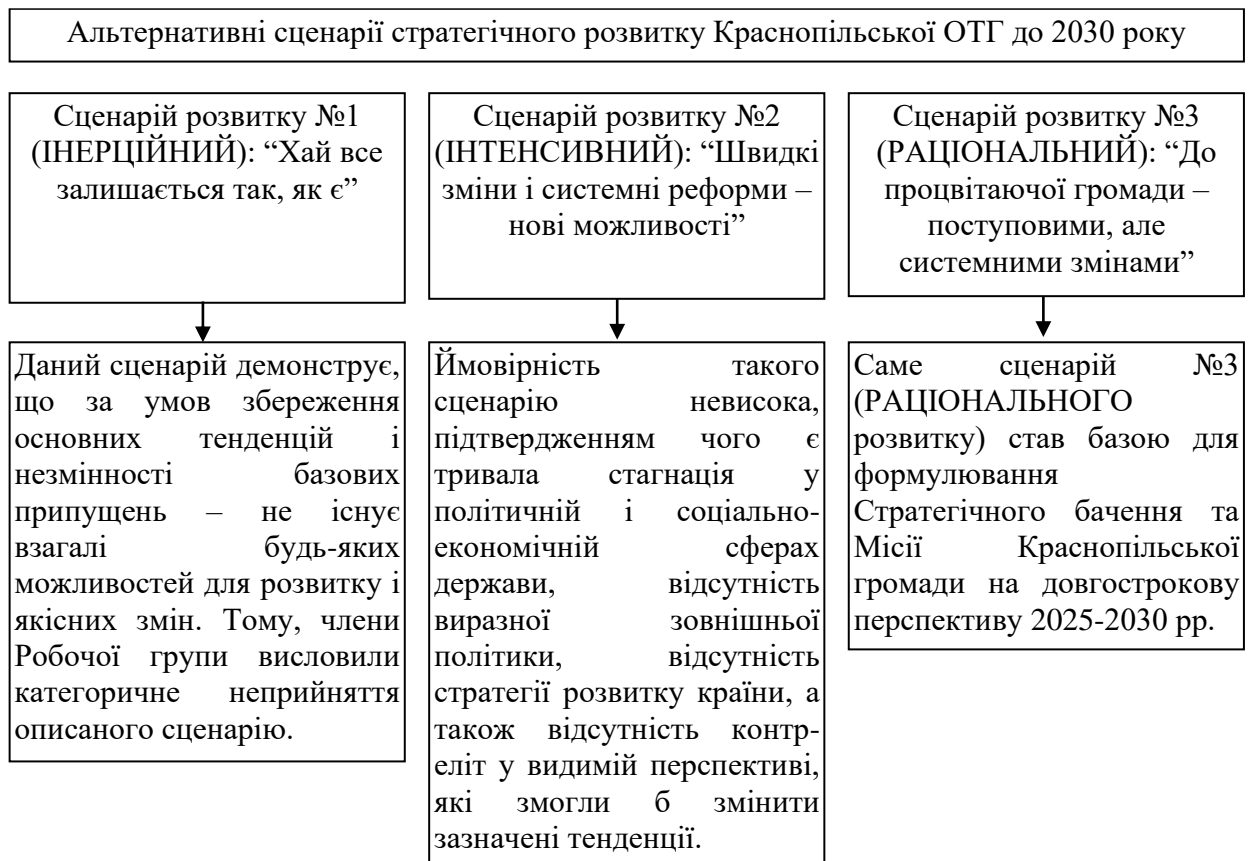 Альтернативні сценарії стратегічного розвитку Краснопільської ОТГ до 2030 року
Сценарій розвитку №1
(ІНЕРЦІЙНИЙ): “Хай все
залишається так, як є”
Сценарій розвитку №2
(ІНТЕНСИВНИЙ): “Швидкі
зміни і системні реформи –
нові можливості”
Сценарій розвитку №3
(РАЦІОНАЛЬНИЙ): “До
процвітаючої громади –
поступовими, але
системними змінами”
Даний сценарій демонструє,
що за умов збереження
основних тенденцій і
незмінності базових
припущень – не існує
взагалі будь-яких
можливостей для розвитку і
якісних змін. Тому, члени
Робочої групи висловили
категоричне неприйняття
описаного сценарію.
Ймовірність такого
сценарію невисока,
підтвердженням чого є
тривала стагнація у
політичній і соціально-
економічній сферах
держави, відсутність
виразної зовнішньої
політики, відсутність
стратегії розвитку країни, а
також відсутність контр-
еліт у видимій перспективі,
які змогли б змінити
зазначені тенденції.
Саме сценарій №3
(РАЦІОНАЛЬНОГО
розвитку) став базою для
формулювання
Стратегічного бачення та
Місії Краснопільської
громади на довгострокову
перспективу 2025-2030 рр.